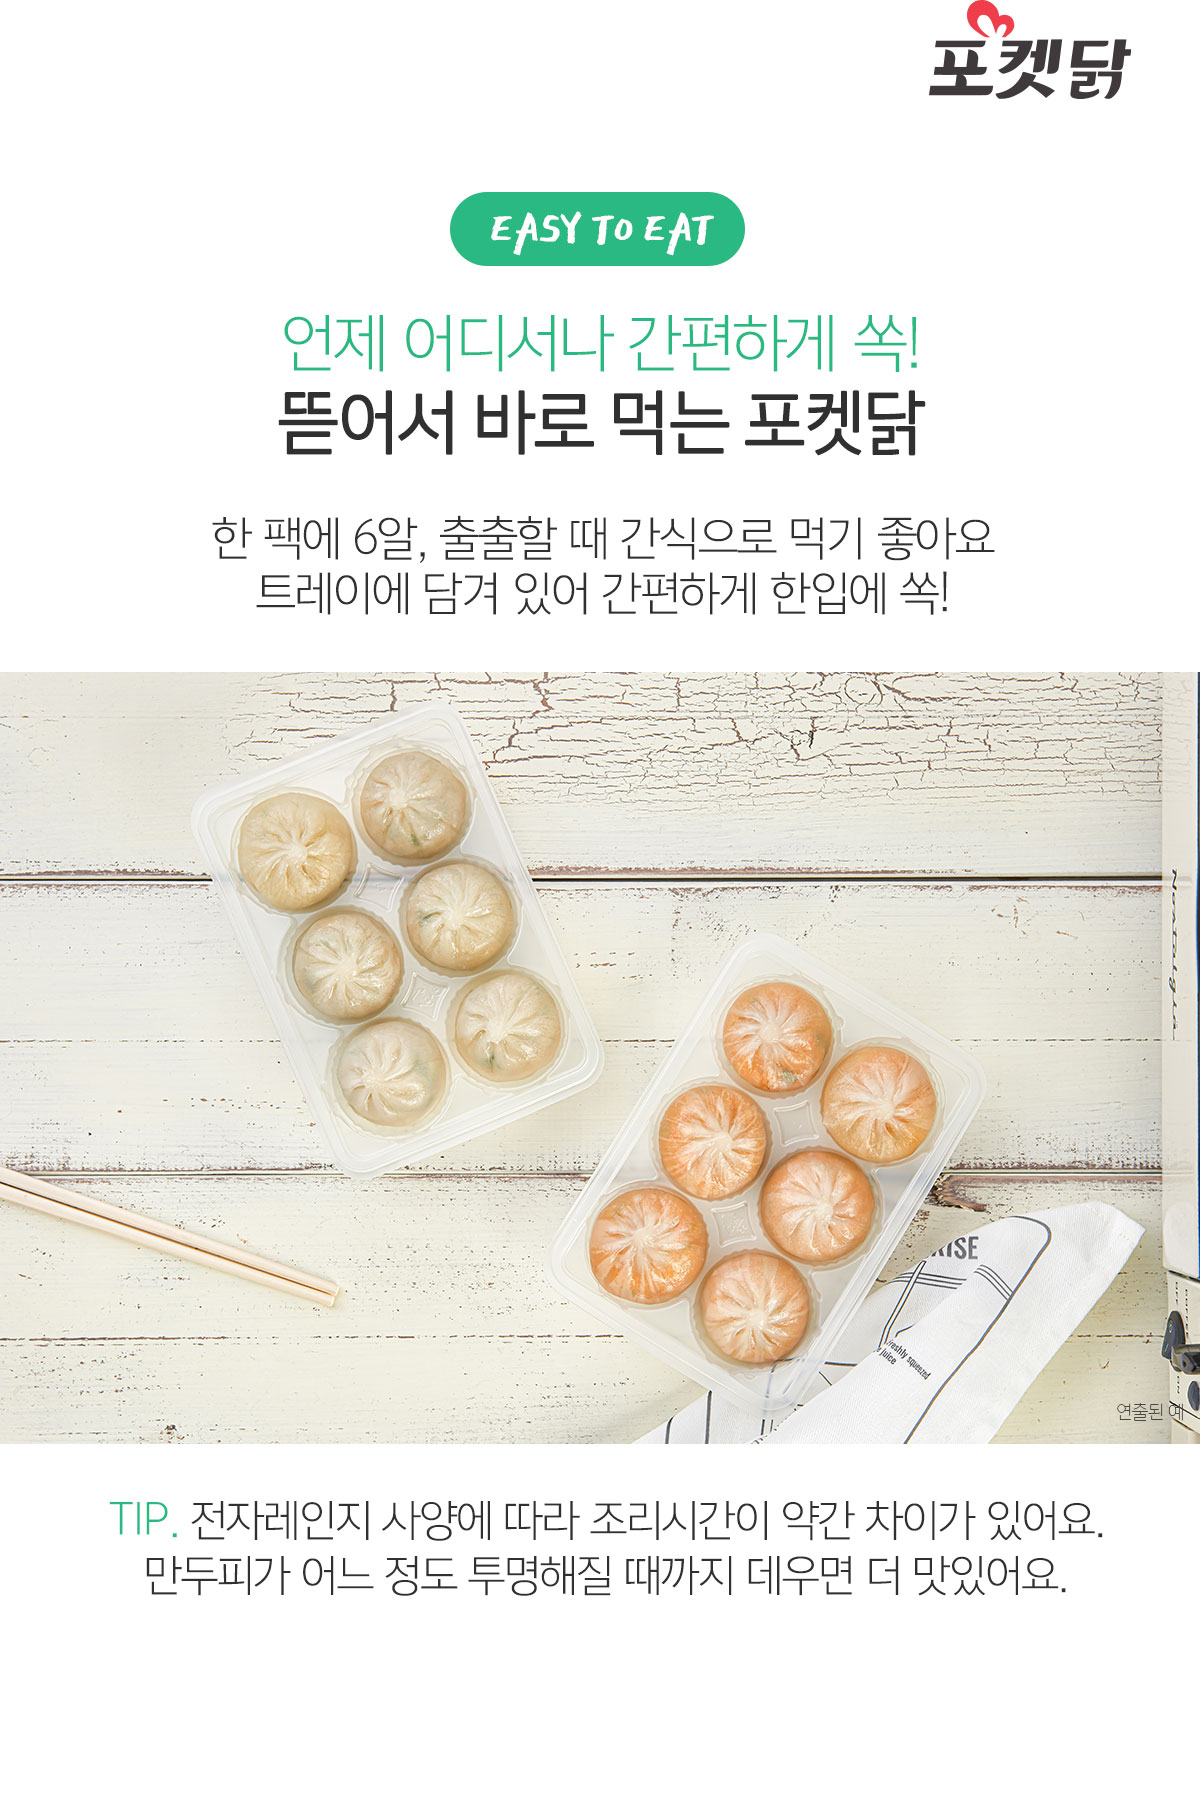 포켓닭
EASY TO EAT
언제 어디서나 간편하게 쏙!
뜯어서 바로 먹는 포켓닭
한 팩에 6알, 출출할 때 간식으로 먹기 좋아요
트레이에 담겨 있어 간편하게 한입에 쏙!
Nostalgia
freshly squeezed
juice
연출된 예
TIP. 전자레인지 사양에 따라 조리시간이 약간 차이가 있어요.
만두피가 어느 정도 투명해질 때까지 데우면 더 맛있어요.